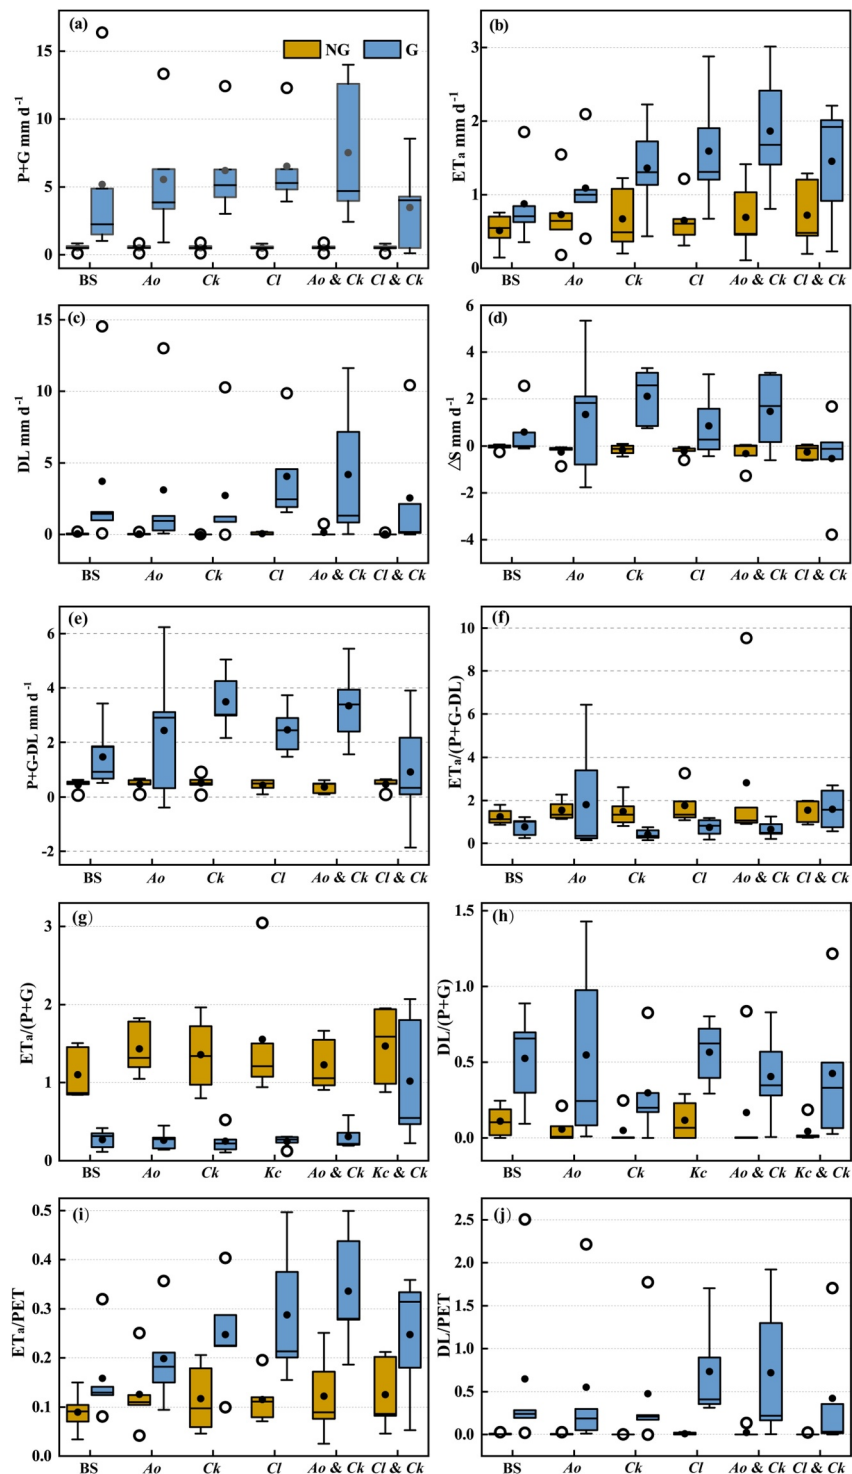 (a)
NG G
P+G mm d⁻¹
15
10
5
0
BS Ao Ck Cl Ao & Ck Cl & Ck
(b)
ETₐ mm d⁻¹
3
2
1
0
BS Ao Ck Cl Ao & Ck Cl & Ck
(c)
DL mm d⁻¹
15
10
5
0
BS Ao Ck Cl Ao & Ck Cl & Ck
(d)
△S mm d⁻¹
6
4
2
0
-2
-4
BS Ao Ck Cl Ao & Ck Cl & Ck
(e)
P+G-DL mm d⁻¹
6
4
2
0
-2
BS Ao Ck Cl Ao & Ck Cl & Ck
(f)
ETₐ/(P+G-DL)
10
8
6
4
2
0
BS Ao Ck Cl Ao & Ck Cl & Ck
(g)
ETₐ/(P+G)
3
2
1
0
BS Ao Ck Kc Ao & Ck Kc & Ck
(h)
DL/(P+G)
1.5
1.0
0.5
0.0
BS Ao Ck Kc Ao & Ck Kc & Ck
(i)
ETₐ/PET
0.5
0.4
0.3
0.2
0.1
0.0
BS Ao Ck Cl Ao & Ck Cl & Ck
(j)
DL/PET
2.5
2.0
1.5
1.0
0.5
0.0
BS Ao Ck Cl Ao & Ck Cl & Ck